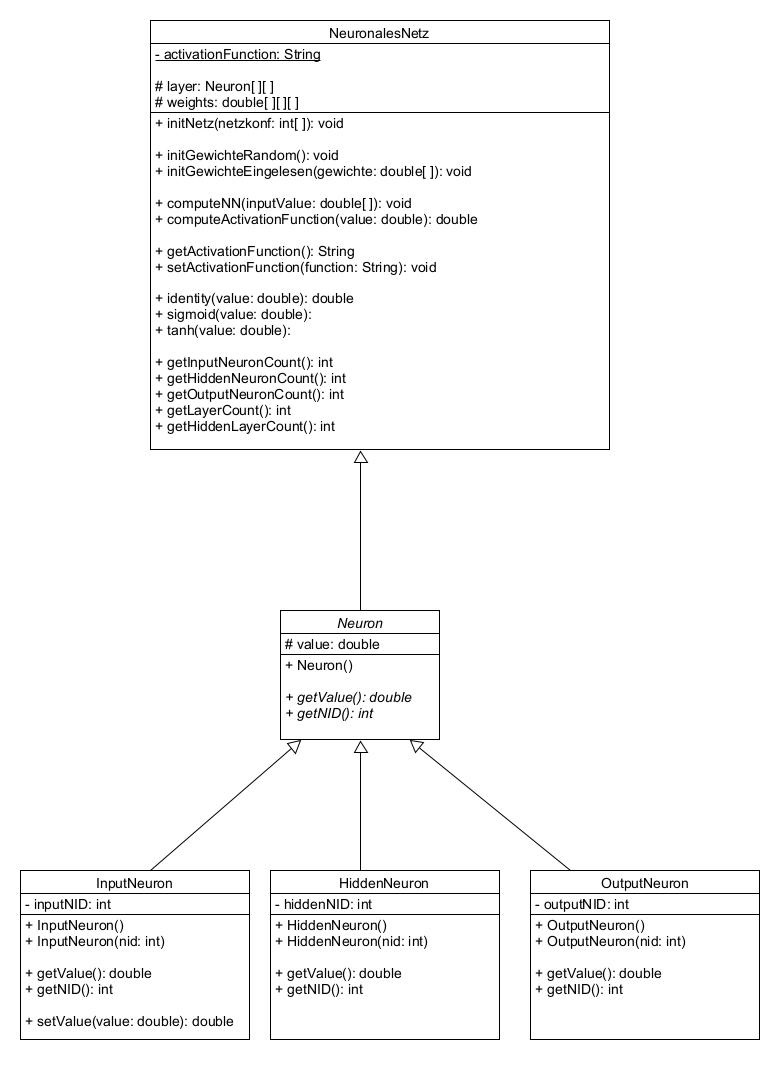 NeuronalesNetz
- activationFunction: String
# layer: Neuron[ ][ ]
# weights: double[ ][ ][ ]
+ initNetz(netzkonf: int[ ]): void
+ initGewichteRandom(): void
+ initGewichteEingelesen(gewichte: double[ ]): void
+ computeNN(inputValue: double[ ]): void
+ computeActivationFunction(value: double): double
+ getActivationFunction(): String
+ setActivationFunction(function: String): void
+ identity(value: double): double
+ sigmoid(value: double):
+ tanh(value: double):
+ getInputNeuronCount(): int
+ getHiddenNeuronCount(): int
+ getOutputNeuronCount(): int
+ getLayerCount(): int
+ getHiddenLayerCount(): int
Neuron
# value: double
+ Neuron()
+ getValue(): double
+ getNID(): int
InputNeuron
- inputNID: int
+ InputNeuron()
+ InputNeuron(nid: int)
+ getValue(): double
+ getNID(): int
+ setValue(value: double): double
HiddenNeuron
- hiddenNID: int
+ HiddenNeuron()
+ HiddenNeuron(nid: int)
+ getValue(): double
+ getNID(): int
OutputNeuron
- outputNID: int
+ OutputNeuron()
+ OutputNeuron(nid: int)
+ getValue(): double
+ getNID(): int